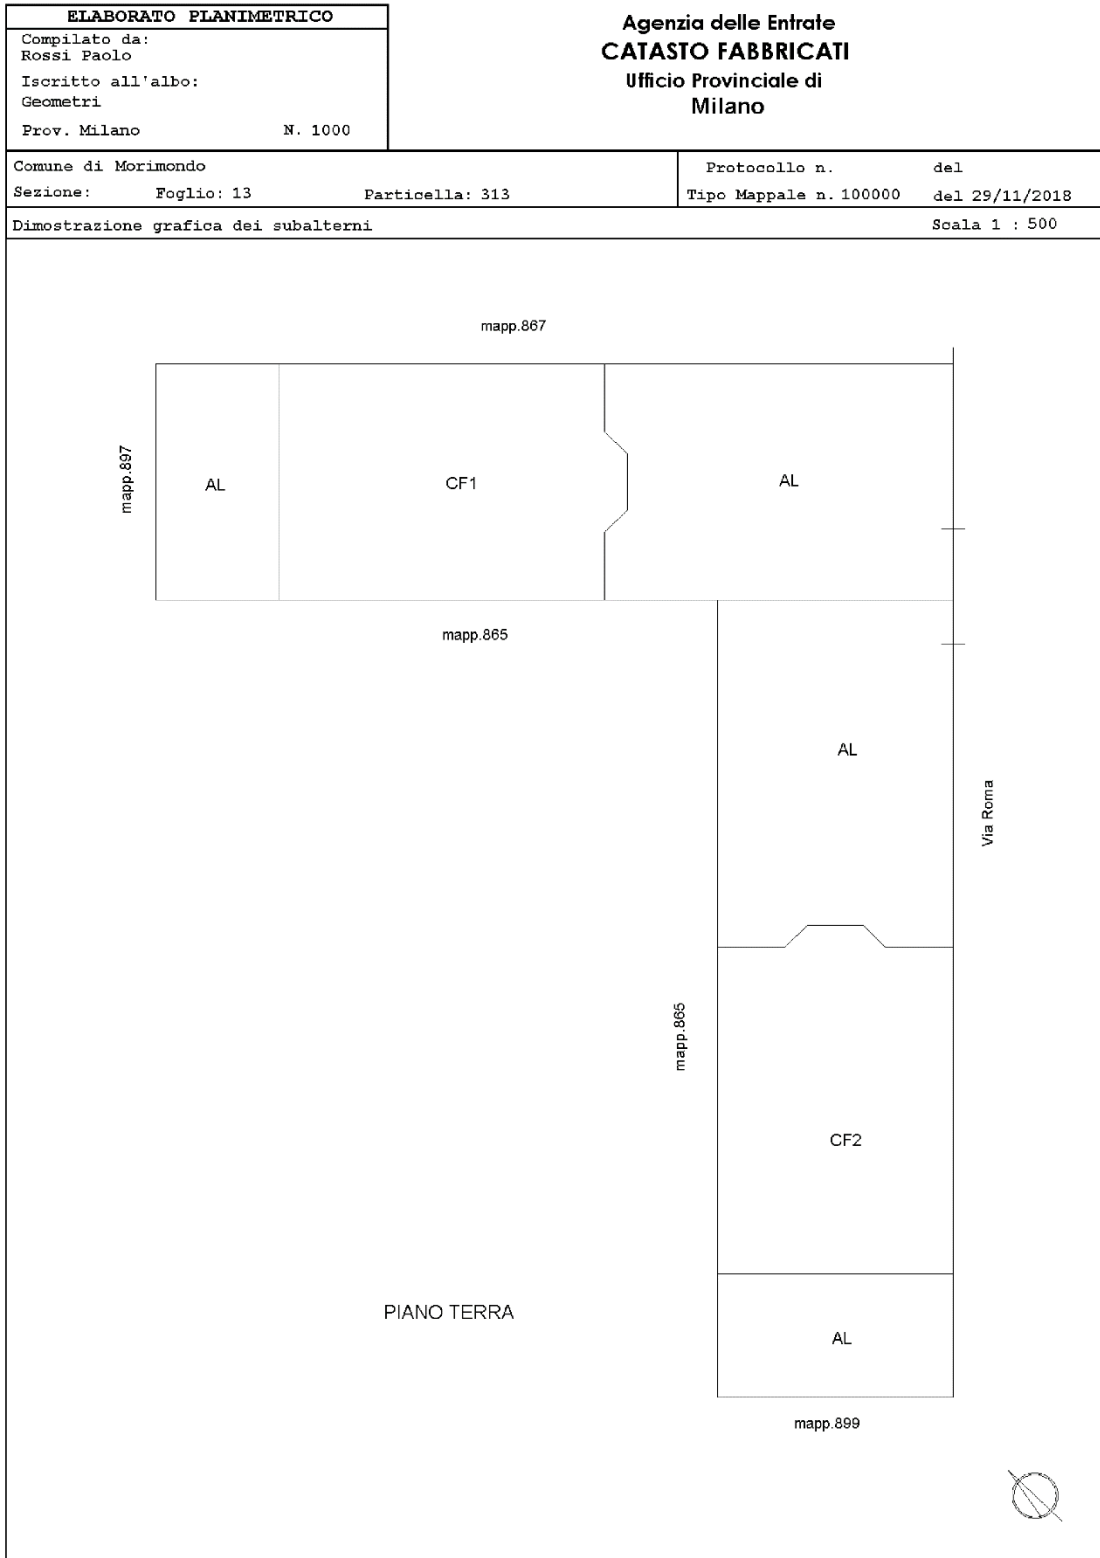 ELABORATO PLANIMETRICO
Compilato da:
Rossi Paolo
Iscritto all'albo:
Geometri
Prov. Milano N. 1000
Agenzia delle Entrate
CATASTO FABBRICATI
Ufficio Provinciale di
Milano
Comune di Morimondo
Sezione: Foglio: 13 Particella: 313
Protocollo n. del
Tipo Mappale n. 100000 del 29/11/2018
Dimostrazione grafica dei subalterni Scala 1 : 500
mapp.867
mapp.897
AL
CF1
AL
mapp.865
AL
Via Roma
mapp.865
CF2
PIANO TERRA
AL
mapp.899